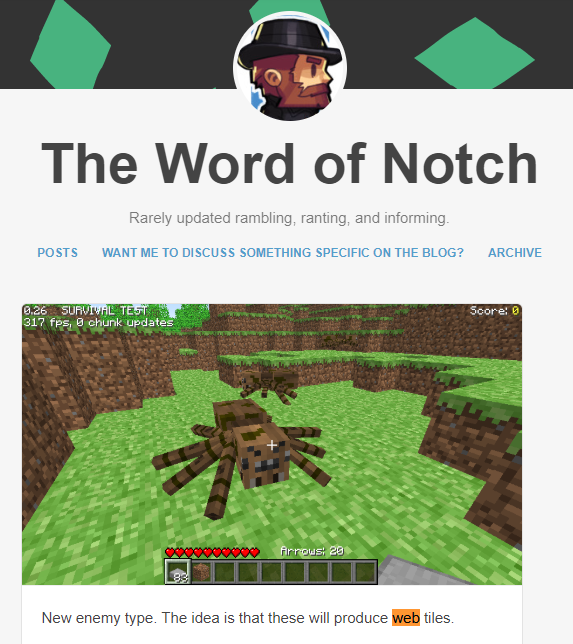 The Word of Notch
Rarely updated rambling, ranting, and informing.
POSTS WANT ME TO DISCUSS SOMETHING SPECIFIC ON THE BLOG? ARCHIVE
0.26 SURVIVAL TEST Score: 0
317 fps, 0 chunk updates
Arrows: 20
93
New enemy type. The idea is that these will produce web tiles.